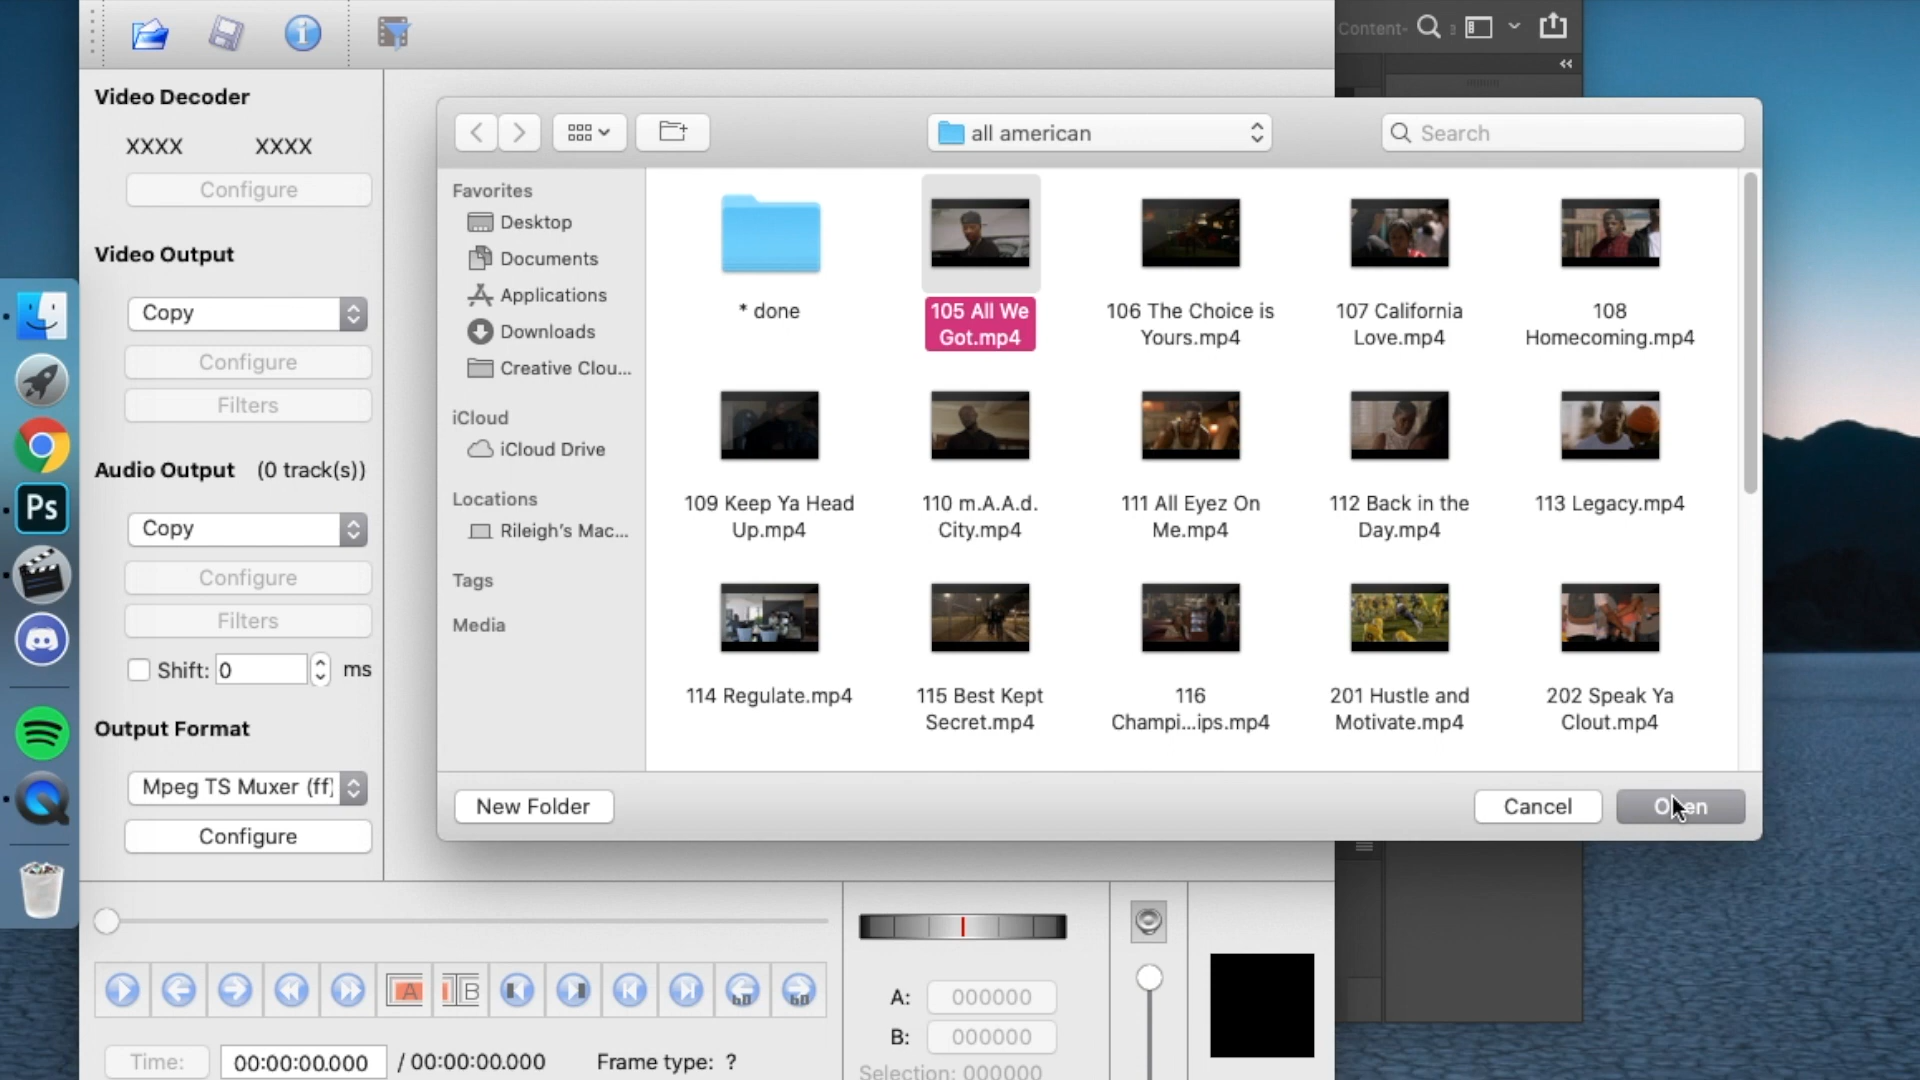 Content-
Video Decoder
XXXX XXXX
Configure
Video Output
Copy
Configure
Filters
Audio Output (0 track(s))
Copy
Configure
Filters
Shift: 0 ms
Output Format
Mpeg TS Muxer (ff)
Configure
all american
Search
Favorites
Desktop
Documents
Applications
Downloads
Creative Clou...
iCloud
iCloud Drive
Locations
Rileigh's Mac...
Tags
Media
* done
105 All We
Got.mp4
106 The Choice is
Yours.mp4
107 California
Love.mp4
108
Homecoming.mp4
109 Keep Ya Head
Up.mp4
110 m.A.A.d.
City.mp4
111 All Eyez On
Me.mp4
112 Back in the
Day.mp4
113 Legacy.mp4
114 Regulate.mp4
115 Best Kept
Secret.mp4
116
Champi...ips.mp4
201 Hustle and
Motivate.mp4
202 Speak Ya
Clout.mp4
New Folder
Cancel
Open
Ps
A
B
60
60
A: 000000
B: 000000
Selection: 000000
Time: 00:00:00.000 / 00:00:00.000 Frame type: ?